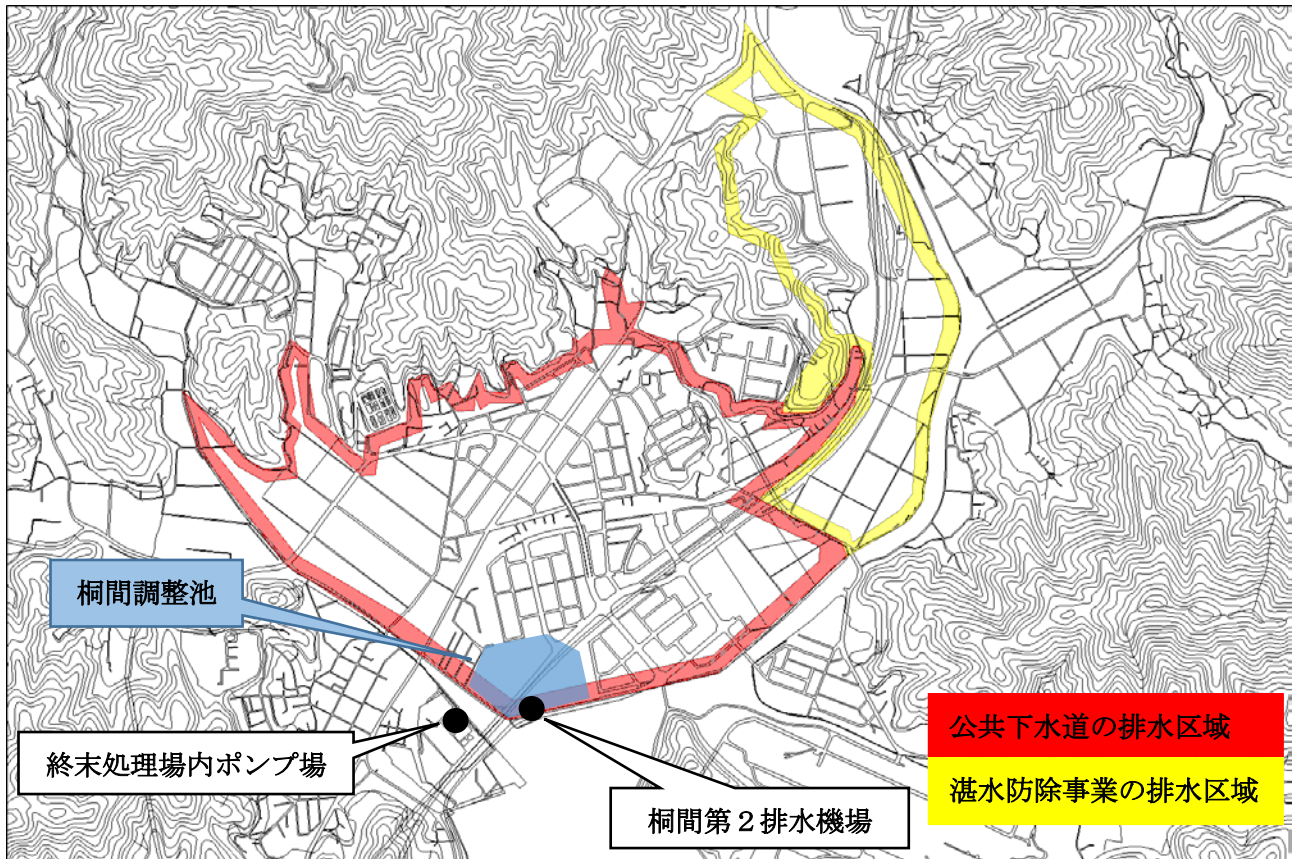 桐間調整池
終末処理場内ポンプ場
桐間第２排水機場
公共下水道の排水区域
湛水防除事業の排水区域